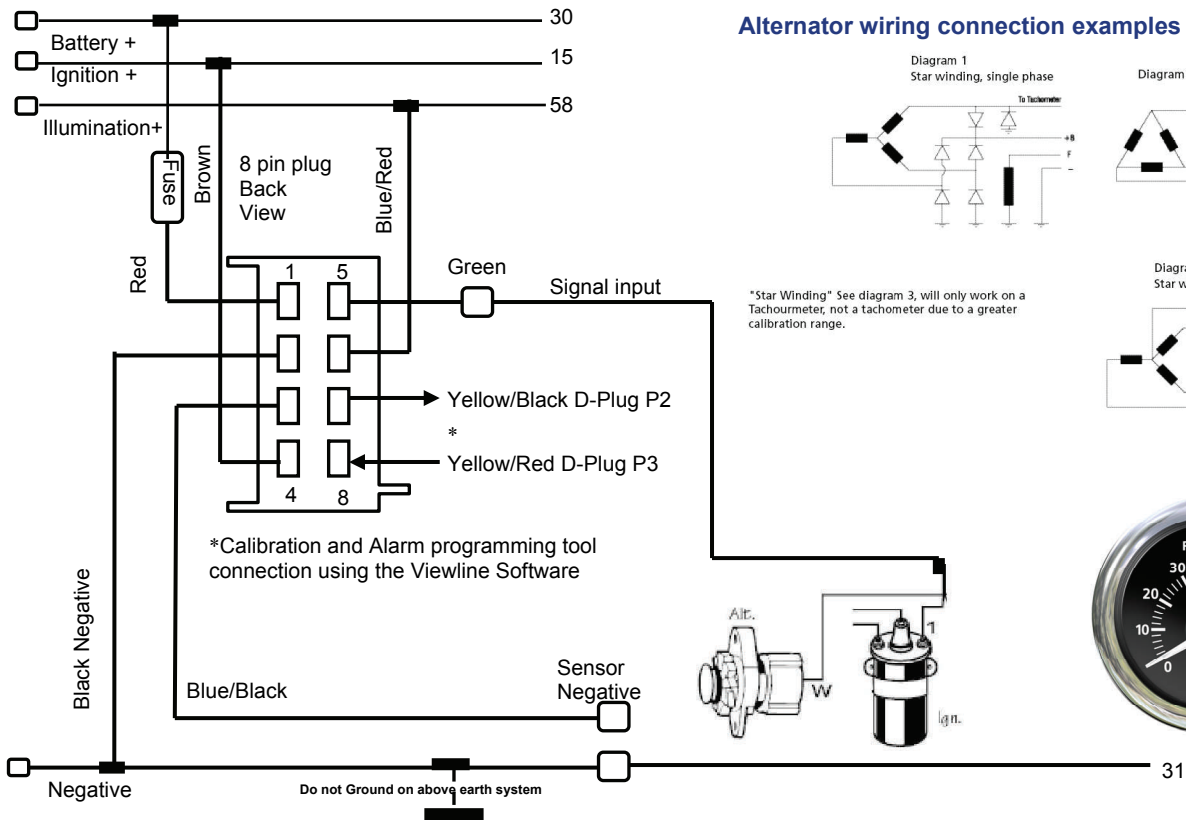 30
Battery +
Ignition +
15
58
Illumination+
Fuse
Red
Brown
8 pin plug
Back
View
Blue/Red
1
5
4
8
Green
Signal input
Yellow/Black D-Plug P2
*
Yellow/Red D-Plug P3
*Calibration and Alarm programming tool
connection using the Viewline Software
Black Negative
Blue/Black
Sensor
Negative
Negative
Do not Ground on above earth system
31
Alternator wiring connection examples
Diagram 1
Star winding, single phase
To Tachometer
+B
F
–
Diagram
"Star Winding" See diagram 3, will only work on a
Tachourmeter, not a tachometer due to a greater
calibration range.
Diagra
Star w
Alt.
W
1
Ign.
30
20
10
0